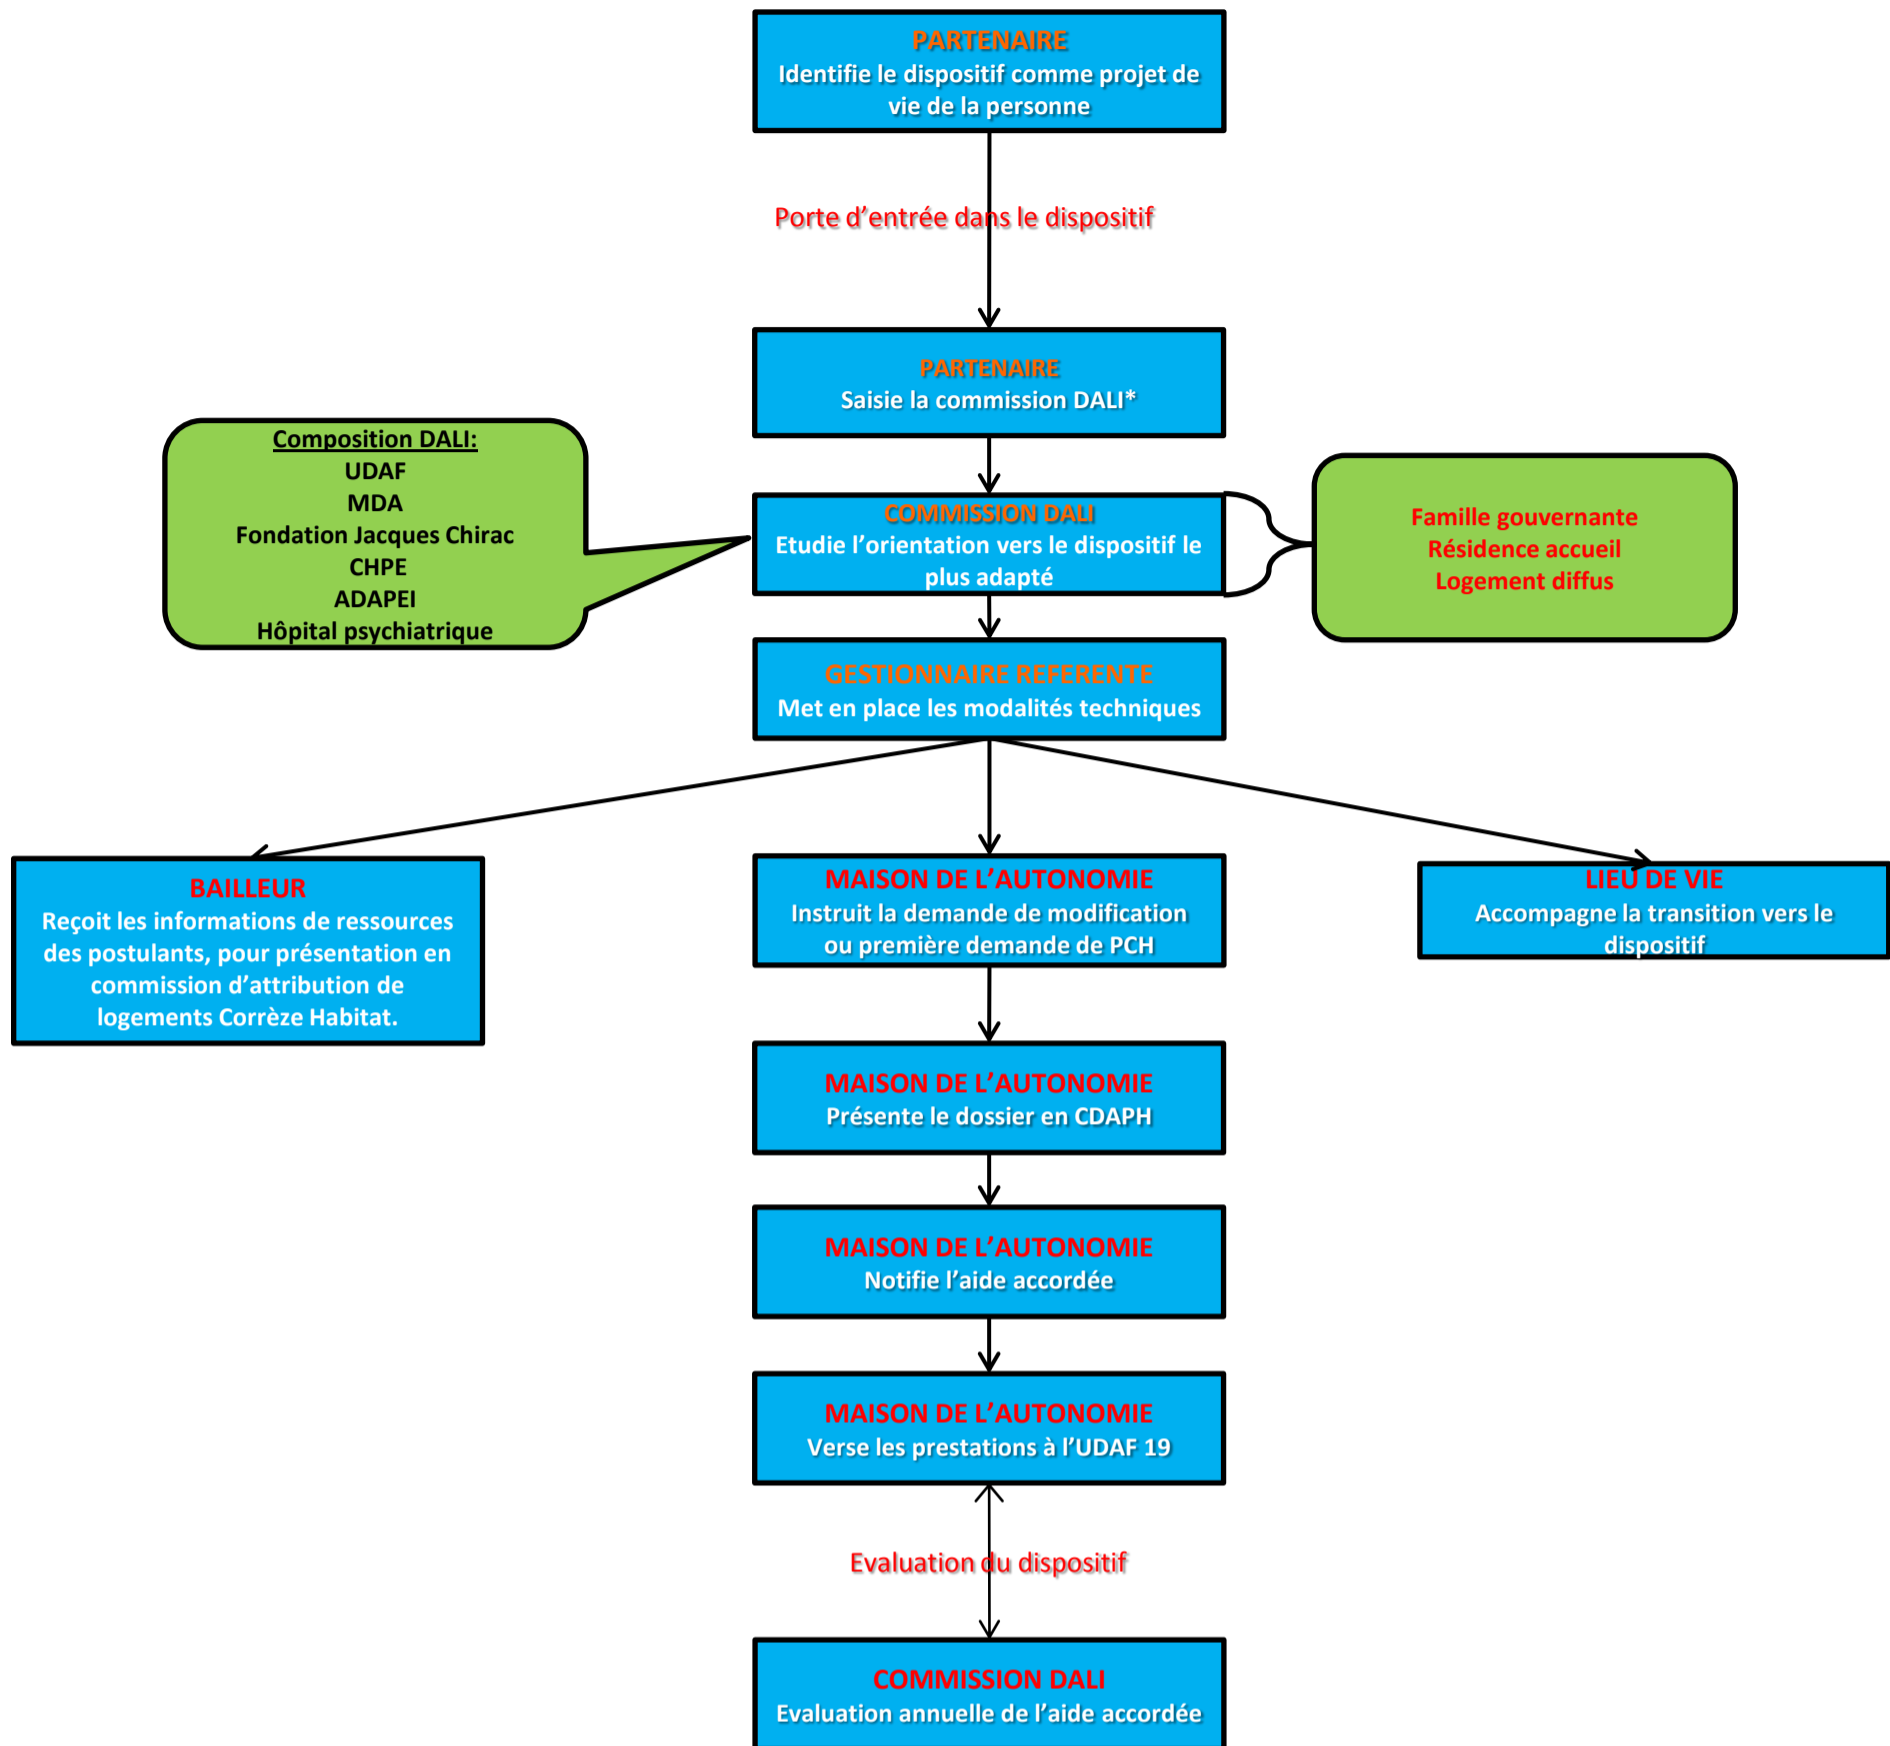 PARTENAIRE
Identifie le dispositif comme projet de
vie de la personne
Porte d'entrée dans le dispositif
PARTENAIRE
Saisie la commission DALI*
Composition DALI:
UDAF
MDA
Fondation Jacques Chirac
CHPE
ADAPEI
Hôpital psychiatrique
COMMISSION DALI
Etudie l'orientation vers le dispositif le
plus adapté
Famille gouvernante
Résidence accueil
Logement diffus
GESTIONNAIRE REFERENTE
Met en place les modalités techniques
BAILLEUR
Reçoit les informations de ressources
des postulants, pour présentation en
commission d'attribution de
logements Corrèze Habitat.
MAISON DE L'AUTONOMIE
Instruit la demande de modification
ou première demande de PCH
LIEU DE VIE
Accompagne la transition vers le
dispositif
MAISON DE L'AUTONOMIE
Présente le dossier en CDAPH
MAISON DE L'AUTONOMIE
Notifie l'aide accordée
MAISON DE L'AUTONOMIE
Verse les prestations à l'UDAF 19
Evaluation du dispositif
COMMISSION DALI
Evaluation annuelle de l'aide accordée